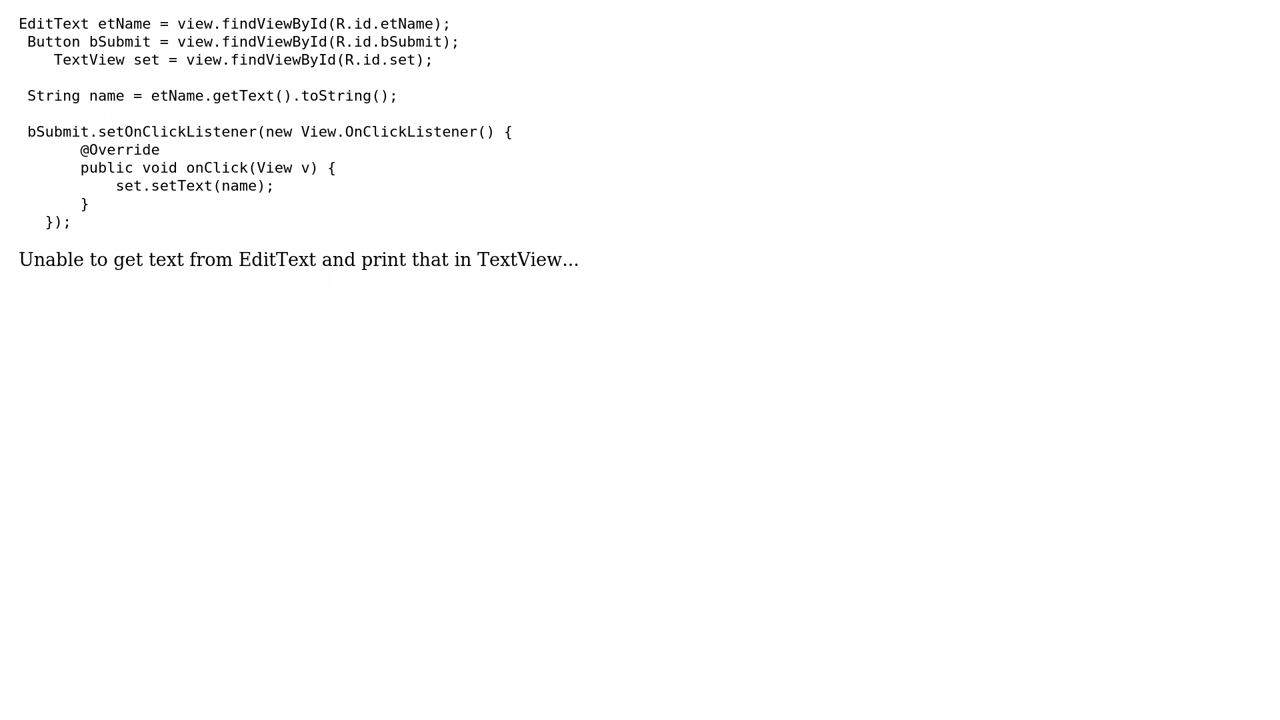 EditText etName = view.findViewById(R.id.etName);
Button bSubmit = view.findViewById(R.id.bSubmit);
TextView set = view.findViewById(R.id.set);
String name = etName.getText().toString();
bSubmit.setOnClickListener(new View.OnClickListener() {
@Override
public void onClick(View v) {
set.setText(name);
}
});
Unable to get text from EditText and print that in TextView...